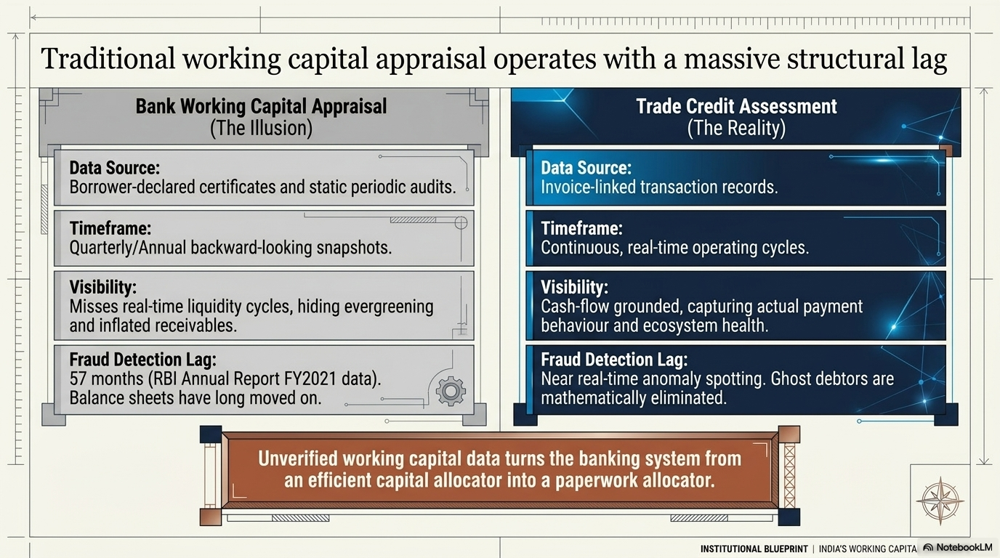 Traditional working capital appraisal operates with a massive structural lag
Bank Working Capital Appraisal
(The Illusion)
Data Source:
Borrower-declared certificates and static periodic audits.
Timeframe:
Quarterly/Annual backward-looking snapshots.
Visibility:
Misses real-time liquidity cycles, hiding evergreening
and inflated receivables.
Fraud Detection Lag:
57 months (RBI Annual Report FY2021 data).
Balance sheets have long moved on.
Trade Credit Assessment
(The Reality)
Data Source:
Invoice-linked transaction records.
Timeframe:
Continuous, real-time operating cycles.
Visibility:
Cash-flow grounded, capturing actual payment
behaviour and ecosystem health.
Fraud Detection Lag:
Near real-time anomaly spotting. Ghost debtors are
mathematically eliminated.
Unverified working capital data turns the banking system from
an efficient capital allocator into a paperwork allocator.
INSTITUTIONAL BLUEPRINT | INDIA'S WORKING CAPITA
NotebookLM